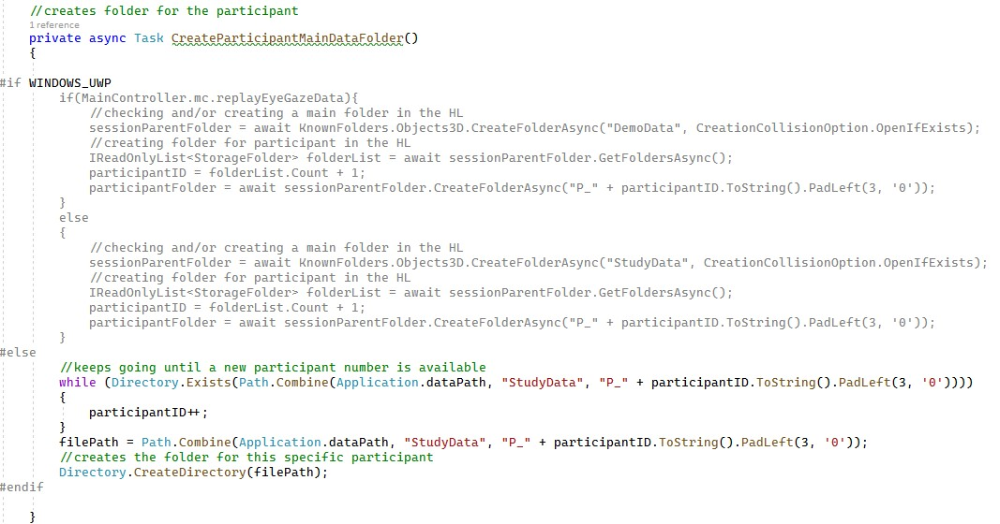 //creates folder for the participant
1 reference
private async Task CreateParticipantMainDataFolder()
{
#if WINDOWS_UWP
if(MainController.mc.replayEyeGazeData){
//checking and/or creating a main folder in the HL
sessionParentFolder = await KnownFolders.Objects3D.CreateFolderAsync("DemoData", CreationCollisionOption.OpenIfExists);
//creating folder for participant in the HL
IReadOnlyList<StorageFolder> folderList = await sessionParentFolder.GetFoldersAsync();
participantID = folderList.Count + 1;
participantFolder = await sessionParentFolder.CreateFolderAsync("P_" + participantID.ToString().PadLeft(3, '0'));
}
else
{
//checking and/or creating a main folder in the HL
sessionParentFolder = await KnownFolders.Objects3D.CreateFolderAsync("StudyData", CreationCollisionOption.OpenIfExists);
//creating folder for participant in the HL
IReadOnlyList<StorageFolder> folderList = await sessionParentFolder.GetFoldersAsync();
participantID = folderList.Count + 1;
participantFolder = await sessionParentFolder.CreateFolderAsync("P_" + participantID.ToString().PadLeft(3, '0'));
}
#else
//keeps going until a new participant number is available
while (Directory.Exists(Path.Combine(Application.dataPath, "StudyData", "P_" + participantID.ToString().PadLeft(3, '0'))))
{
participantID++;
}
filePath = Path.Combine(Application.dataPath, "StudyData", "P_" + participantID.ToString().PadLeft(3, '0'));
//creates the folder for this specific participant
Directory.CreateDirectory(filePath);
#endif
}